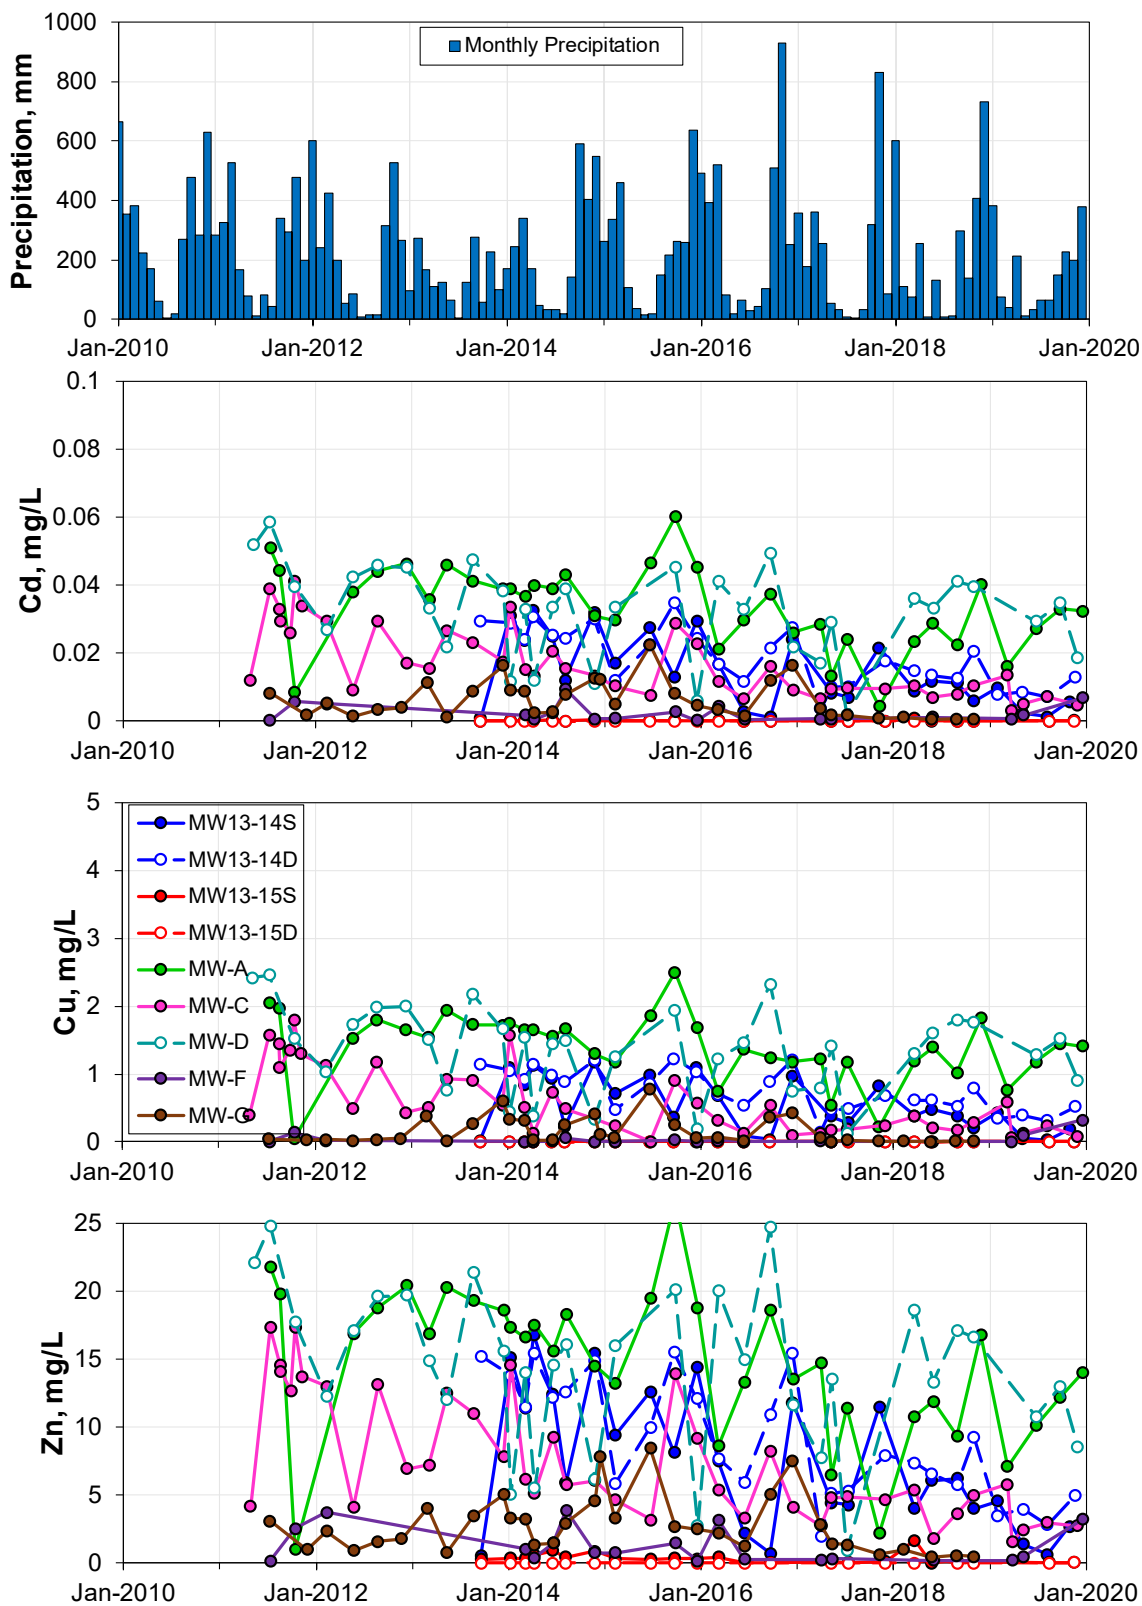 1000
Monthly Precipitation
800
600
400
200
0
Precipitation, mm
Jan-2010 Jan-2012 Jan-2014 Jan-2016 Jan-2018 Jan-2020
0.1
0.08
0.06
0.04
0.02
0
Cd, mg/L
Jan-2010 Jan-2012 Jan-2014 Jan-2016 Jan-2018 Jan-2020
5
4
3
2
1
0
Cu, mg/L
MW13-14S
MW13-14D
MW13-15S
MW13-15D
MW-A
MW-C
MW-D
MW-F
MW-G
Jan-2010 Jan-2012 Jan-2014 Jan-2016 Jan-2018 Jan-2020
25
20
15
10
5
0
Zn, mg/L
Jan-2010 Jan-2012 Jan-2014 Jan-2016 Jan-2018 Jan-2020